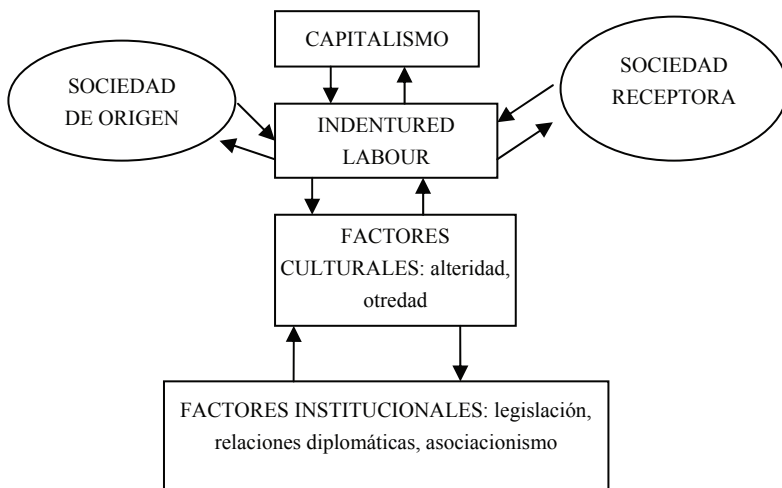 CAPITALISMO
SOCIEDAD
DE ORIGEN
SOCIEDAD
RECEPTORA
INDENTURED
LABOUR
FACTORES
CULTURALES: alteridad,
otredad
FACTORES INSTITUCIONALES: legislación,
relaciones diplomáticas, asociacionismo